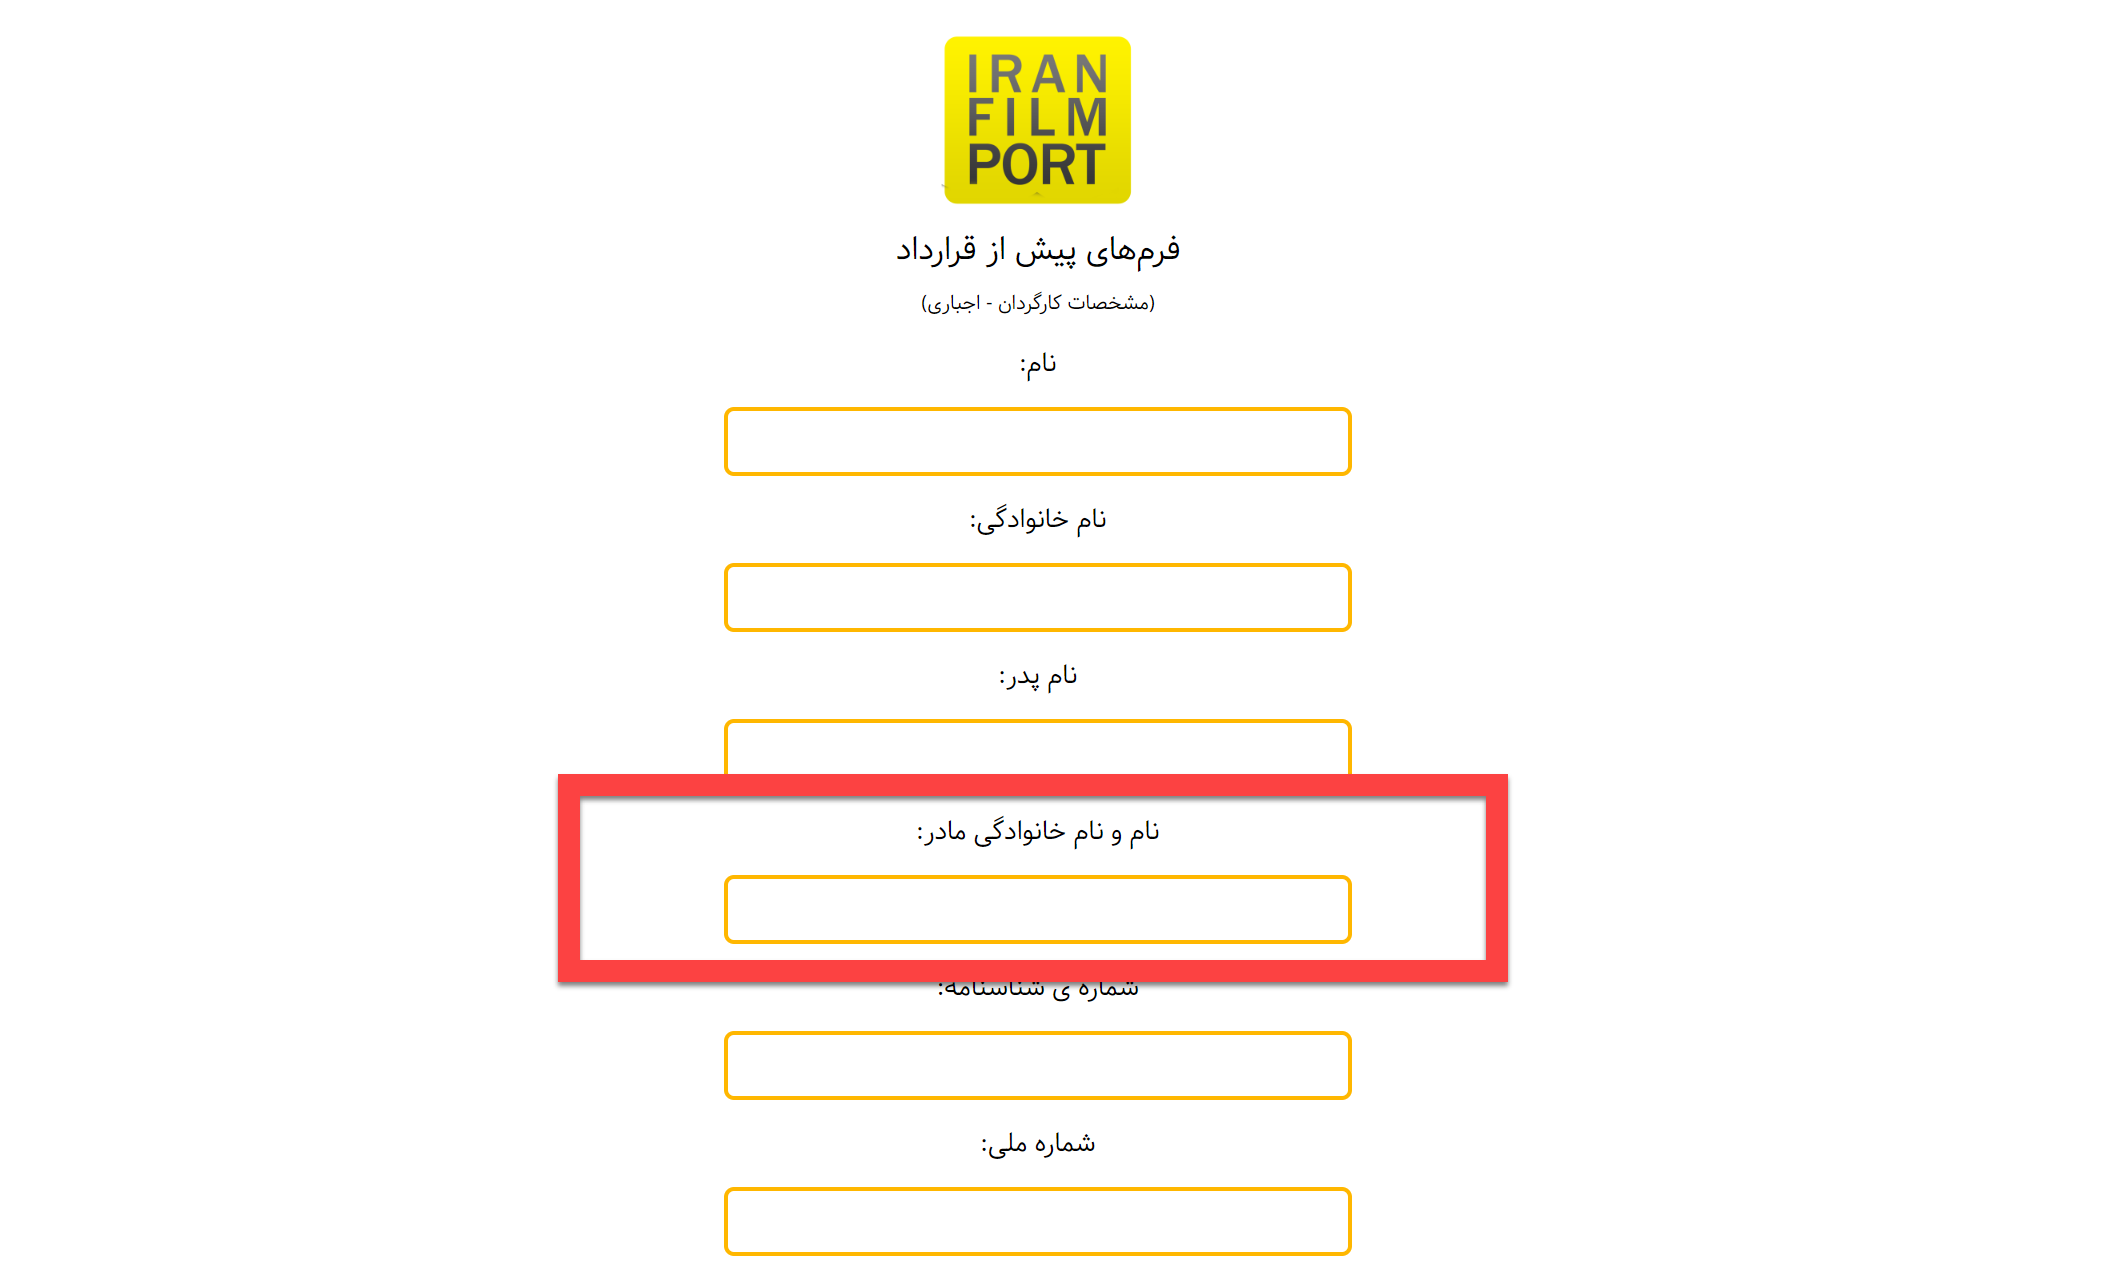 IRAN
FILM
PORT
فرم‌های پیش از قرارداد
(مشخصات کارگردان - اجباری)
نام:
نام خانوادگی:
نام پدر:
نام و نام خانوادگی مادر:
شماره ی شناسنامه:
شماره ملی: